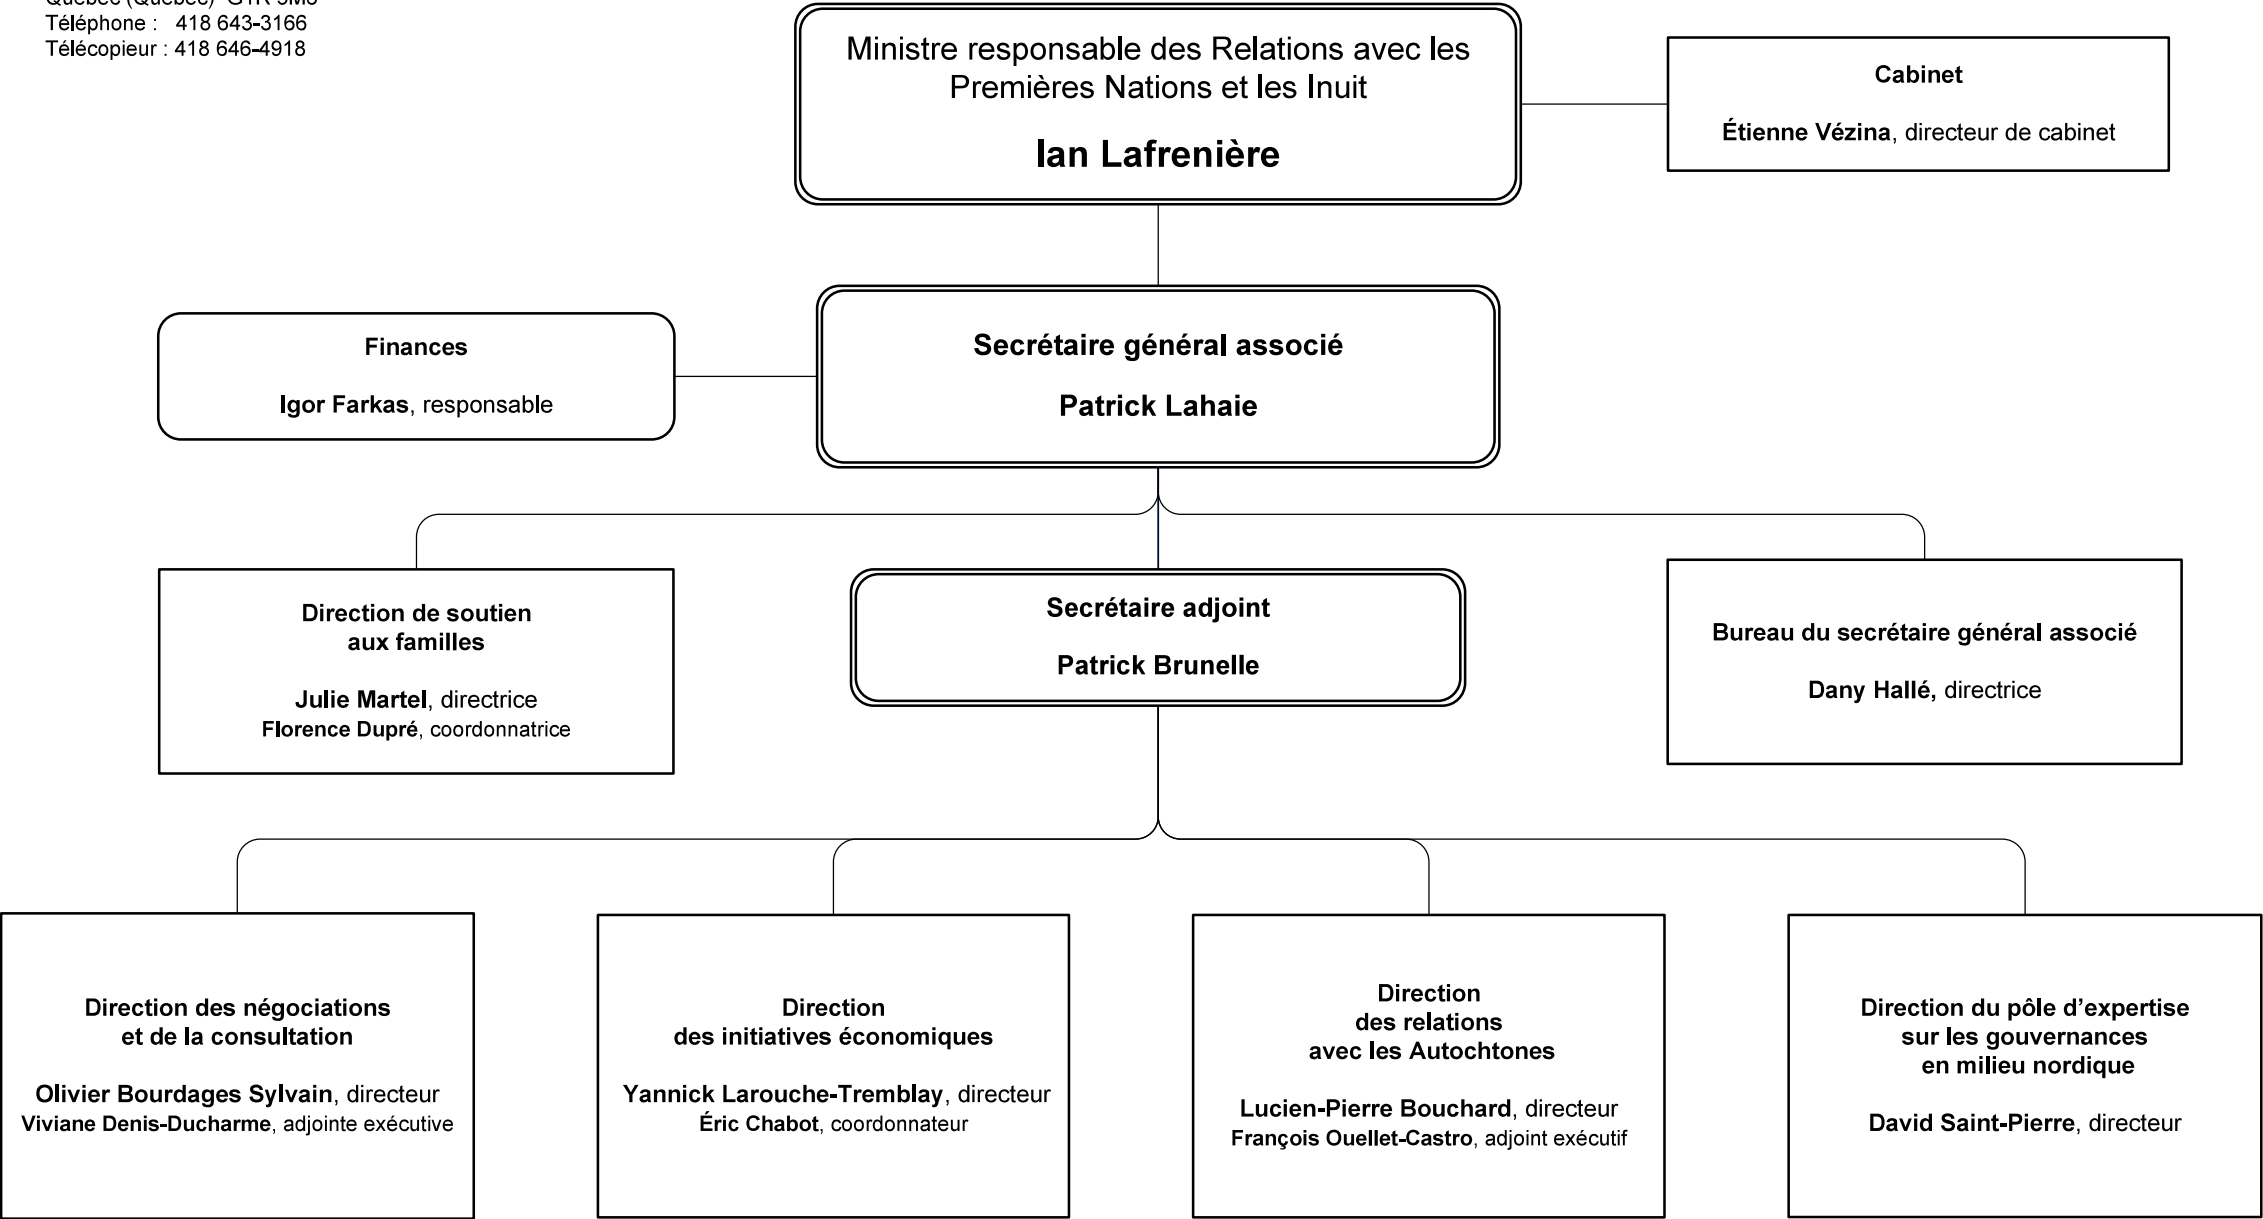 Téléphone : 418 643-3166
Télécopieur : 418 646-4918
Ministre responsable des Relations avec les
Premières Nations et les Inuit
Ian Lafrenière
Cabinet
Étienne Vézina, directeur de cabinet
Finances
Igor Farkas, responsable
Secrétaire général associé
Patrick Lahaie
Direction de soutien
aux familles
Julie Martel, directrice
Florence Dupré, coordonnatrice
Secrétaire adjoint
Patrick Brunelle
Bureau du secrétaire général associé
Dany Hallé, directrice
Direction des négociations
et de la consultation
Olivier Bourdages Sylvain, directeur
Viviane Denis-Ducharme, adjointe exécutive
Direction
des initiatives économiques
Yannick Larouche-Tremblay, directeur
Éric Chabot, coordonnateur
Direction
des relations
avec les Autochtones
Lucien-Pierre Bouchard, directeur
François Ouellet-Castro, adjoint exécutif
Direction du pôle d'expertise
sur les gouvernances
en milieu nordique
David Saint-Pierre, directeur